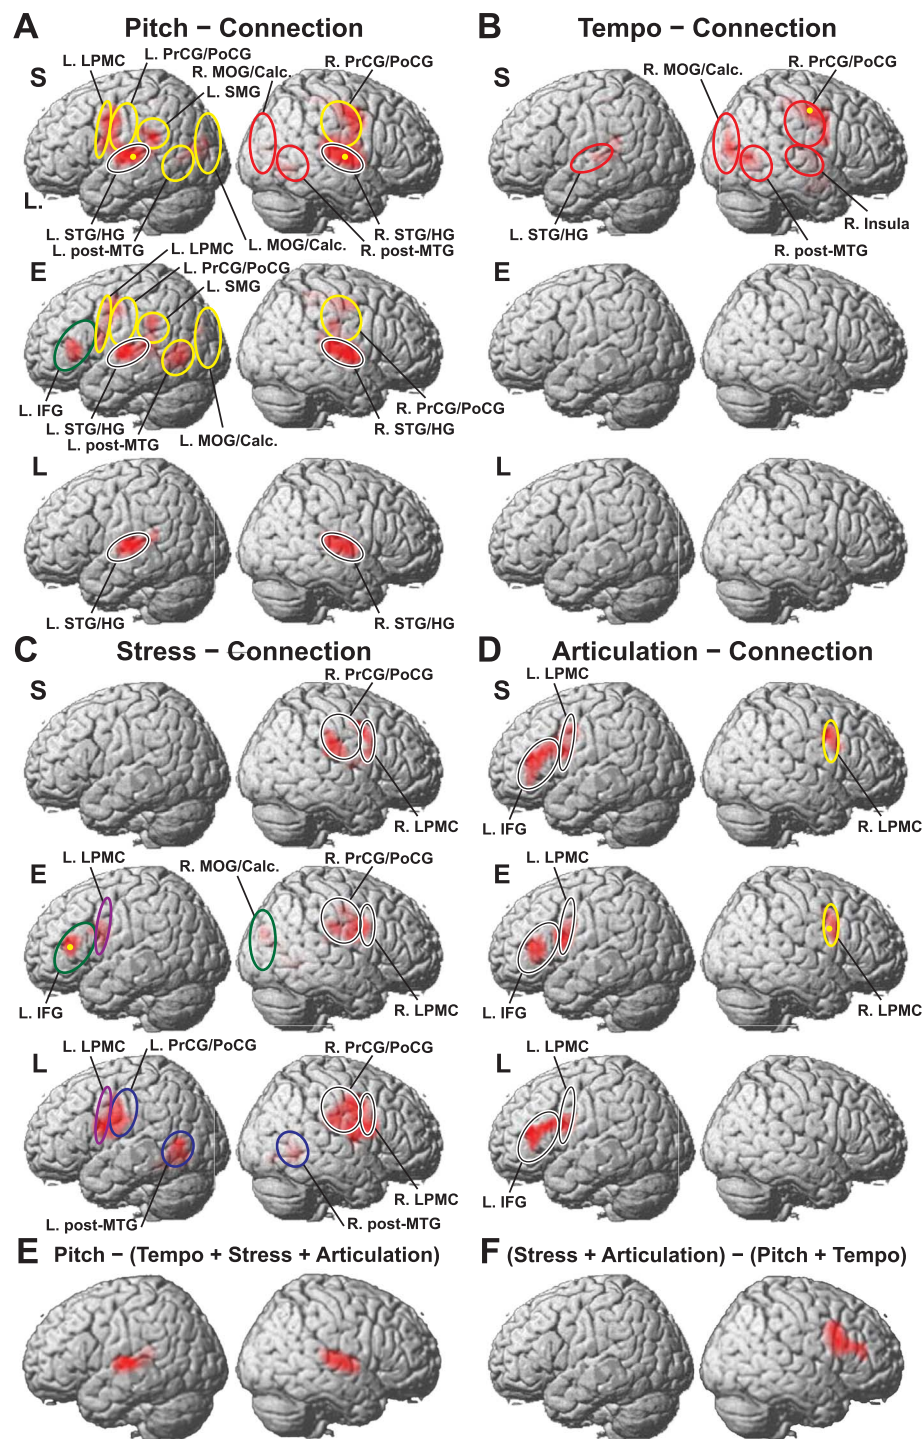 A Pitch – Connection
S
L. LPMC
L. PrCG/PoCG
R. MOG/Calc.
L. SMG
R. PrCG/PoCG
L.
L. STG/HG
L. post-MTG
L. MOG/Calc.
R. STG/HG
R. post-MTG
E
L. LPMC
L. PrCG/PoCG
L. SMG
L. IFG
L. STG/HG
L. post-MTG
L. MOG/Calc.
R. PrCG/PoCG
R. STG/HG
L
L. STG/HG
R. STG/HG
B Tempo – Connection
S
R. MOG/Calc.
R. PrCG/PoCG
L. STG/HG
R. Insula
R. post-MTG
E
L
C Stress – Connection
S
R. PrCG/PoCG
R. LPMC
E
L. LPMC
R. MOG/Calc.
R. PrCG/PoCG
L. IFG
R. LPMC
L
L. LPMC
L. PrCG/PoCG
R. PrCG/PoCG
L. post-MTG
R. post-MTG
R. LPMC
D Articulation – Connection
S
L. LPMC
L. IFG
R. LPMC
E
L. LPMC
L. IFG
R. LPMC
L
L. LPMC
L. IFG
E Pitch – (Tempo + Stress + Articulation)
F (Stress + Articulation) – (Pitch + Tempo)